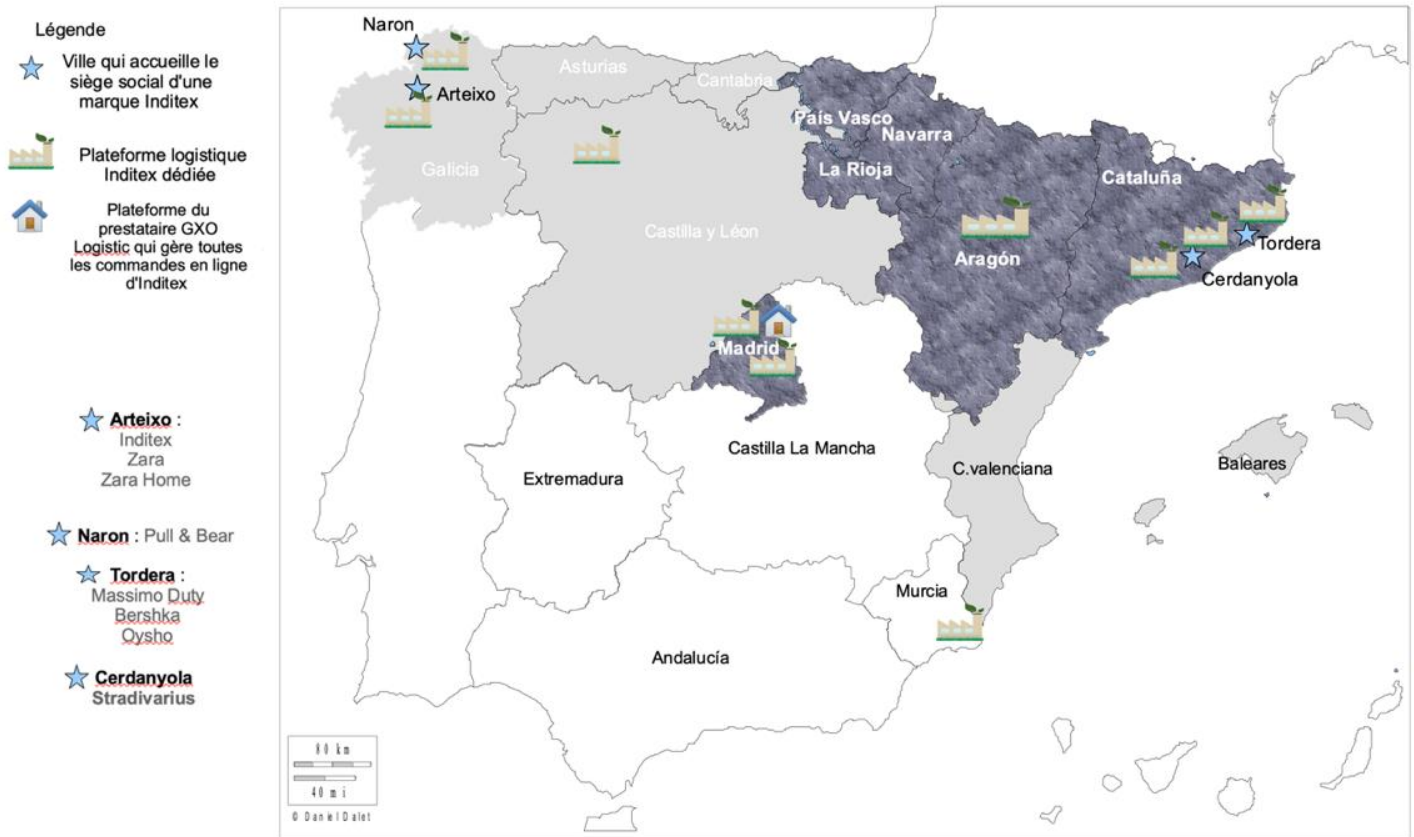 Légende
Ville qui accueille le
siège social d'une
marque Inditex
Plateforme logistique
Inditex dédiée
Plateforme du
prestataire GXO
Logistic qui gère toutes
les commandes en ligne
d'Inditex
Arteixo :
Inditex
Zara
Zara Home
Naron : Pull & Bear
Tordera :
Massimo Duty
Bershka
Oysho
Cerdanyola
Stradivarius
Naron
Arteixo
Asturias
Cantabria
País Vasco
Navarra
La Rioja
Galicia
Cataluña
Castilla y Léon
Aragón
Tordera
Cerdanyola
Madrid
Castilla La Mancha
Extremadura
C.valenciana
Baleares
Murcia
Andalucía
80 km
40 mi
© Daniel Dalet